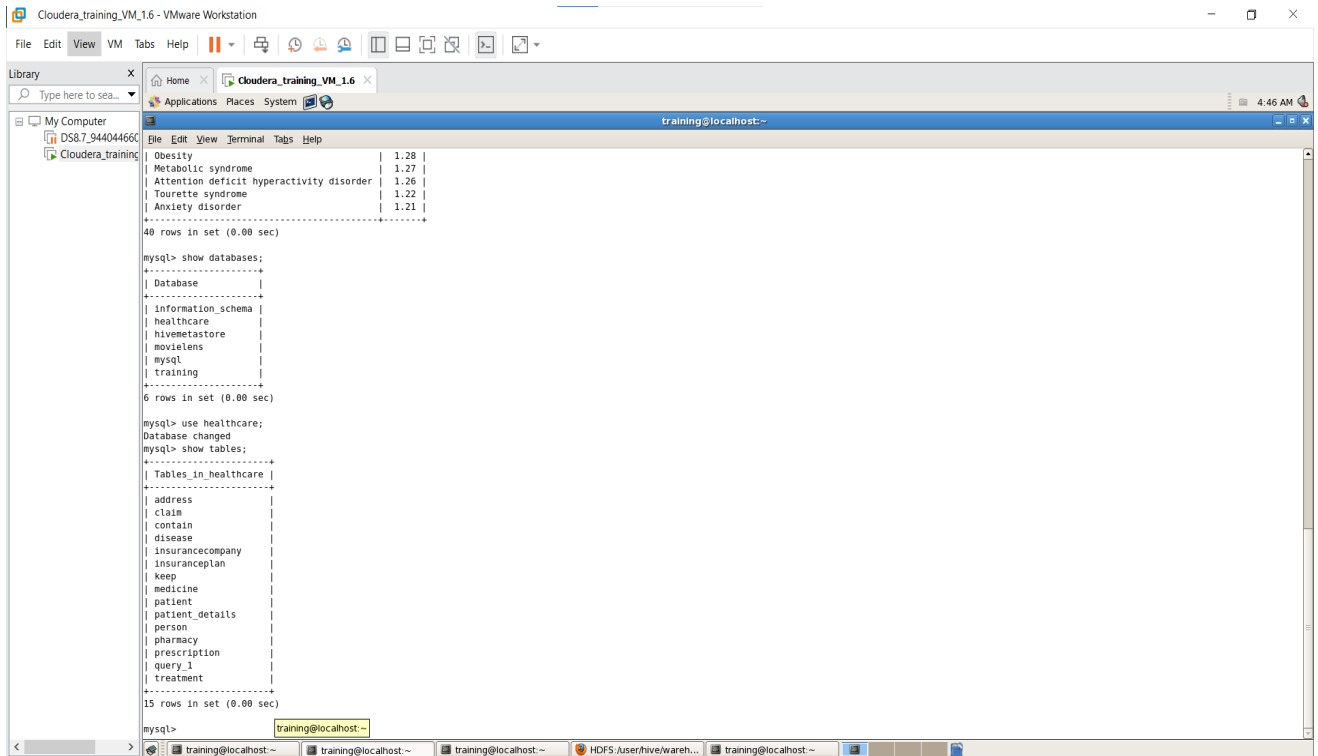 Cloudera_training_VM_1.6 - VMware Workstation
File Edit View VM Tabs Help
Library x
Home
Cloudera_training_VM_1.6
Type here to sea...
Applications Places System
4:46 AM
My Computer
DS8.7_944044660
Cloudera_training
training@localhost:~
File Edit View Terminal Tabs Help
| Obesity | 1.28 |
| Metabolic syndrome | 1.27 |
| Attention deficit hyperactivity disorder | 1.26 |
| Tourette syndrome | 1.22 |
| Anxiety disorder | 1.21 |
+------------------------------------------+-------+
40 rows in set (0.00 sec)
mysql> show databases;
+--------------------+
| Database |
+--------------------+
| information_schema |
| healthcare |
| hivemetastore |
| movielens |
| mysql |
| training |
+--------------------+
6 rows in set (0.00 sec)
mysql> use healthcare;
Database changed
mysql> show tables;
+----------------------+
| Tables_in_healthcare |
+----------------------+
| address |
| claim |
| contain |
| disease |
| insurancecompany |
| insuranceplan |
| keep |
| medicine |
| patient |
| patient_details |
| person |
| pharmacy |
| prescription |
| query_1 |
| treatment |
+----------------------+
15 rows in set (0.00 sec)
mysql>
training@localhost:~
training@localhost:~ training@localhost:~ training@localhost:~ HDFS:/user/hive/wareh... training@localhost:~